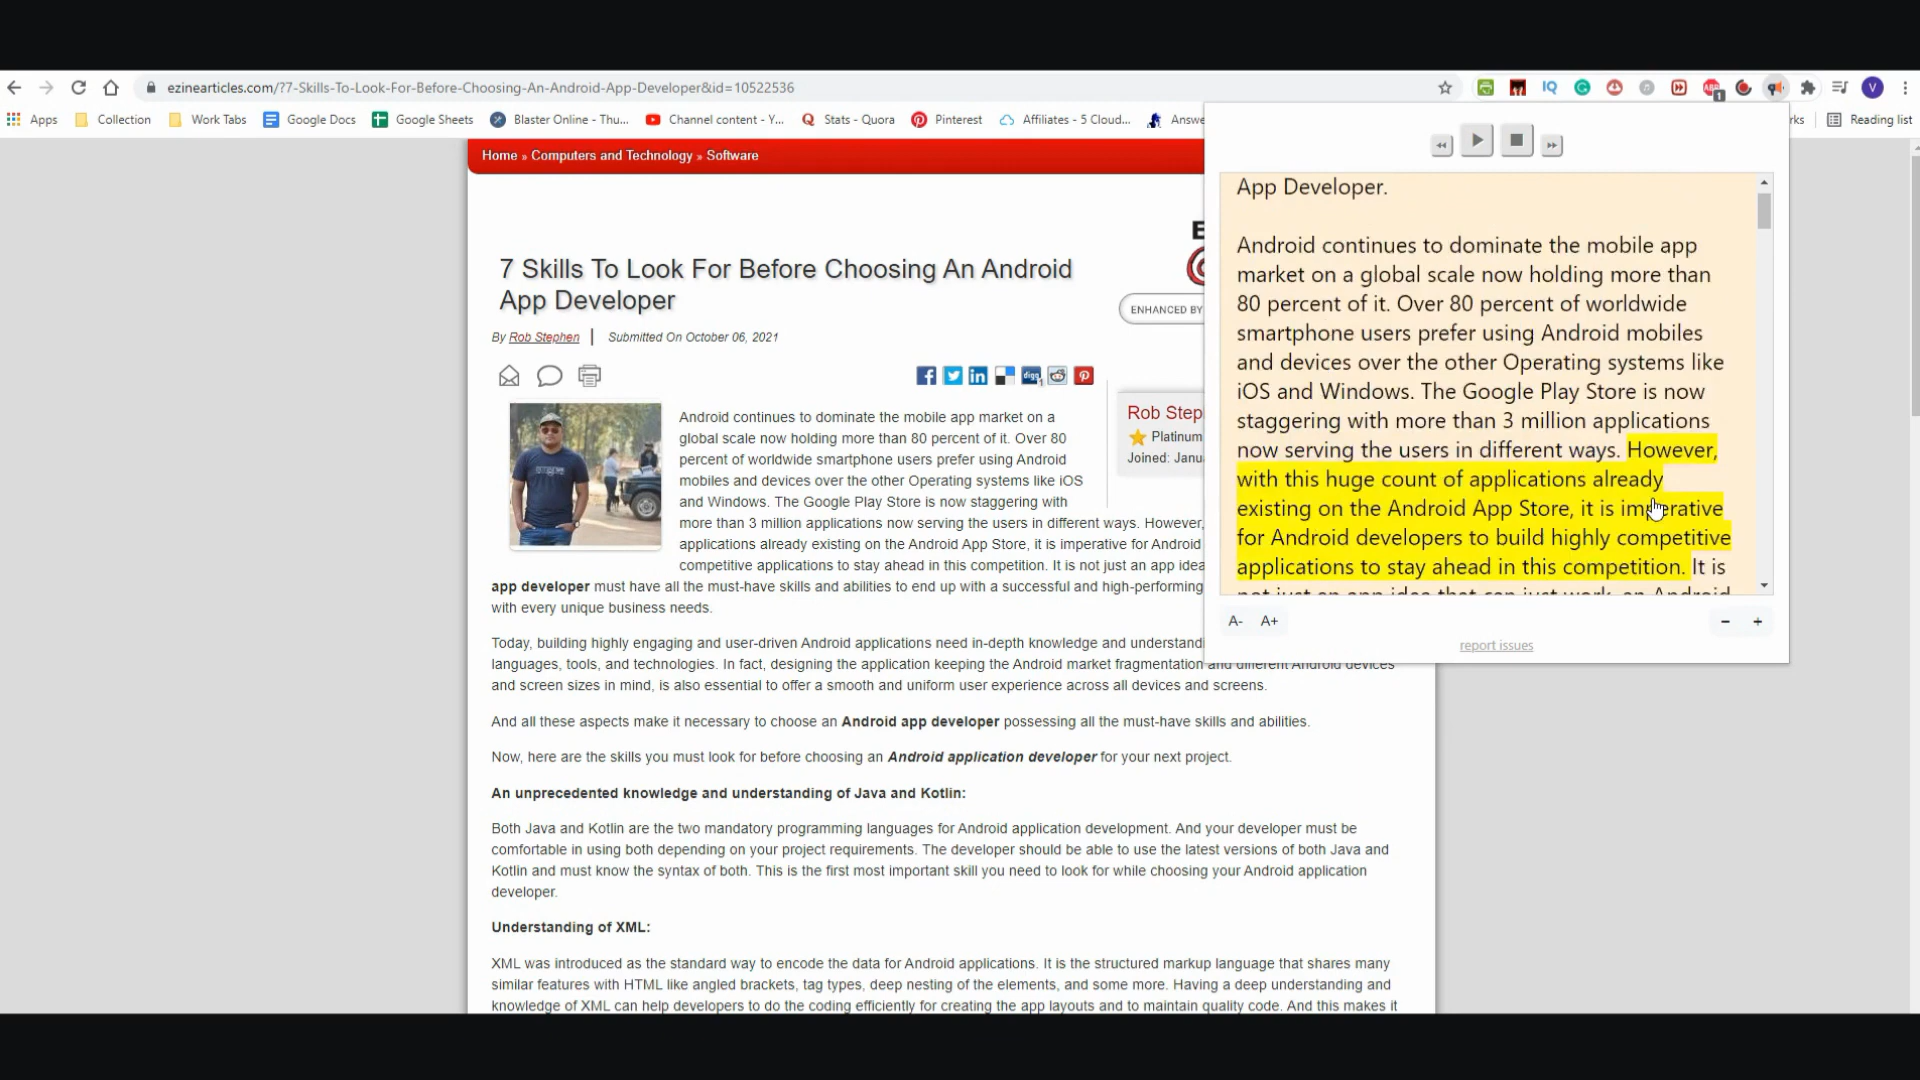 ezinearticles.com/?7-Skills-To-Look-For-Before-Choosing-An-Android-App-Developer&id=10522536
Apps Collection Work Tabs Google Docs Google Sheets Blaster Online - Thu... Channel content - Y... Stats - Quora Pinterest Affiliates - 5 Cloud... Reading list
Home » Computers and Technology » Software
7 Skills To Look For Before Choosing An Android
App Developer
ENHANCED BY
By Rob Stephen | Submitted On October 06, 2021
Android continues to dominate the mobile app market on a
global scale now holding more than 80 percent of it. Over 80
percent of worldwide smartphone users prefer using Android
mobiles and devices over the other Operating systems like iOS
and Windows. The Google Play Store is now staggering with
more than 3 million applications now serving the users in different ways. However,
applications already existing on the Android App Store, it is imperative for Android
competitive applications to stay ahead in this competition. It is not just an app idea
app developer must have all the must-have skills and abilities to end up with a successful and high-performing
with every unique business needs.
Today, building highly engaging and user-driven Android applications need in-depth knowledge and
languages, tools, and technologies. In fact, designing the application keeping the Android market fragmentation and different Android devices
and screen sizes in mind, is also essential to offer a smooth and uniform user experience across all devices and screens.
And all these aspects make it necessary to choose an Android app developer possessing all the must-have skills and abilities.
Now, here are the skills you must look for before choosing an Android application developer for your next project.
An unprecedented knowledge and understanding of Java and Kotlin:
Both Java and Kotlin are the two mandatory programming languages for Android application development. And your developer must be
comfortable in using both depending on your project requirements. The developer should be able to use the latest versions of both Java and
Kotlin and must know the syntax of both. This is the first most important skill you need to look for while choosing your Android application
developer.
Understanding of XML:
XML was introduced as the standard way to encode the data for Android applications. It is the structured markup language that shares many
similar features with HTML like angled brackets, tag types, deep nesting of the elements, and some more. Having a deep understanding and
knowledge of XML can help developers to do the coding efficiently for creating the app layouts and to maintain quality code. And this makes it
Rob Step
Platinum
Joined: Janu
App Developer.
Android continues to dominate the mobile app
market on a global scale now holding more than
80 percent of it. Over 80 percent of worldwide
smartphone users prefer using Android mobiles
and devices over the other Operating systems like
iOS and Windows. The Google Play Store is now
staggering with more than 3 million applications
now serving the users in different ways. However,
with this huge count of applications already
existing on the Android App Store, it is imperative
for Android developers to build highly competitive
applications to stay ahead in this competition. It is
not just an app idea that can just work, an Android
A- A+ - +
report issues